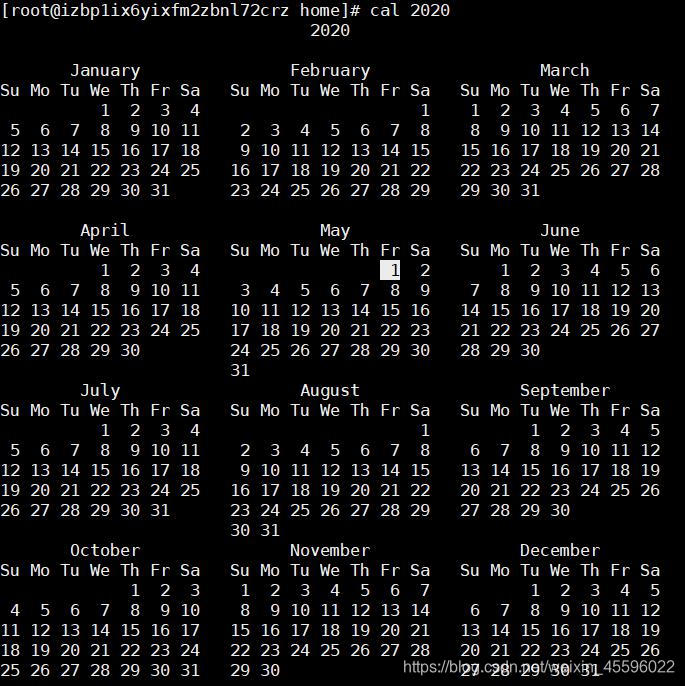 [root@izbp1ix6yixfm2zbnl72crz home]# cal 2020
                               2020

       January                February                 March
Su Mo Tu We Th Fr Sa   Su Mo Tu We Th Fr Sa   Su Mo Tu We Th Fr Sa
          1  2  3  4                      1    1  2  3  4  5  6  7
 5  6  7  8  9 10 11    2  3  4  5  6  7  8    8  9 10 11 12 13 14
12 13 14 15 16 17 18    9 10 11 12 13 14 15   15 16 17 18 19 20 21
19 20 21 22 23 24 25   16 17 18 19 20 21 22   22 23 24 25 26 27 28
26 27 28 29 30 31      23 24 25 26 27 28 29   29 30 31

        April                   May                    June
Su Mo Tu We Th Fr Sa   Su Mo Tu We Th Fr Sa   Su Mo Tu We Th Fr Sa
          1  2  3  4                   1  2       1  2  3  4  5  6
 5  6  7  8  9 10 11    3  4  5  6  7  8  9    7  8  9 10 11 12 13
12 13 14 15 16 17 18   10 11 12 13 14 15 16   14 15 16 17 18 19 20
19 20 21 22 23 24 25   17 18 19 20 21 22 23   21 22 23 24 25 26 27
26 27 28 29 30         24 25 26 27 28 29 30   28 29 30
                       31
        July                  August                September
Su Mo Tu We Th Fr Sa   Su Mo Tu We Th Fr Sa   Su Mo Tu We Th Fr Sa
          1  2  3  4                      1          1  2  3  4  5
 5  6  7  8  9 10 11    2  3  4  5  6  7  8    6  7  8  9 10 11 12
12 13 14 15 16 17 18    9 10 11 12 13 14 15   13 14 15 16 17 18 19
19 20 21 22 23 24 25   16 17 18 19 20 21 22   20 21 22 23 24 25 26
26 27 28 29 30 31      23 24 25 26 27 28 29   27 28 29 30
                       30 31
       October                November               December
Su Mo Tu We Th Fr Sa   Su Mo Tu We Th Fr Sa   Su Mo Tu We Th Fr Sa
             1  2  3    1  2  3  4  5  6  7          1  2  3  4  5
 4  5  6  7  8  9 10    8  9 10 11 12 13 14    6  7  8  9 10 11 12
11 12 13 14 15 16 17   15 16 17 18 19 20 21   13 14 15 16 17 18 19
18 19 20 21 22 23 24   22 23 24 25 26 27 28   20 21 22 23 24 25 26
25 26 27 28 29 30 31   29 30                  27 28 29 30 31
https://blog.csdn.net/weixin_45596022